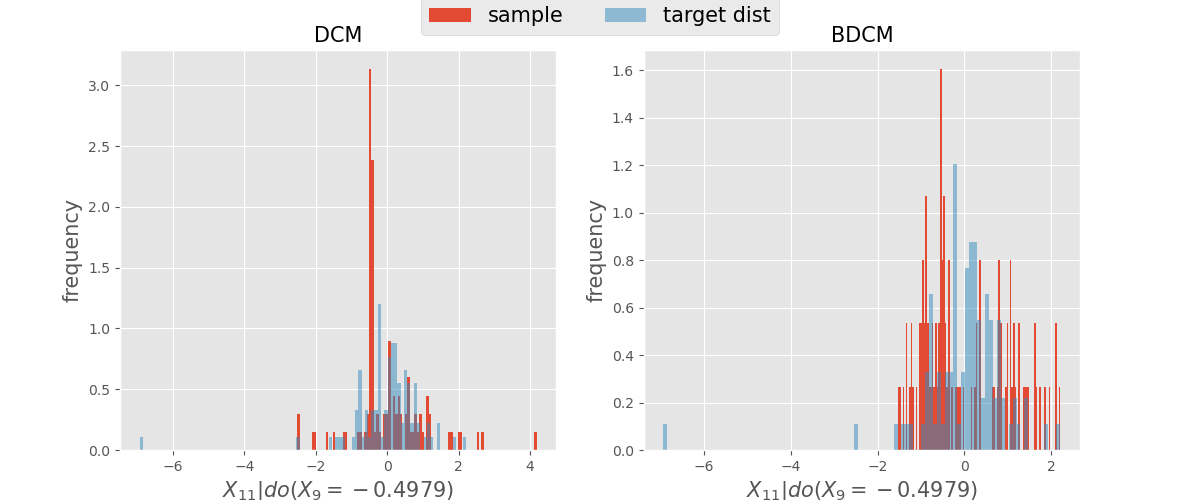 sample target dist
DCM
BDCM
frequency
3.0
2.5
2.0
1.5
1.0
0.5
0.0
−6 −4 −2 0 2 4
X₁₁|do(X₉ = −0.4979)
frequency
1.6
1.4
1.2
1.0
0.8
0.6
0.4
0.2
0.0
−6 −4 −2 0 2
X₁₁|do(X₉ = −0.4979)